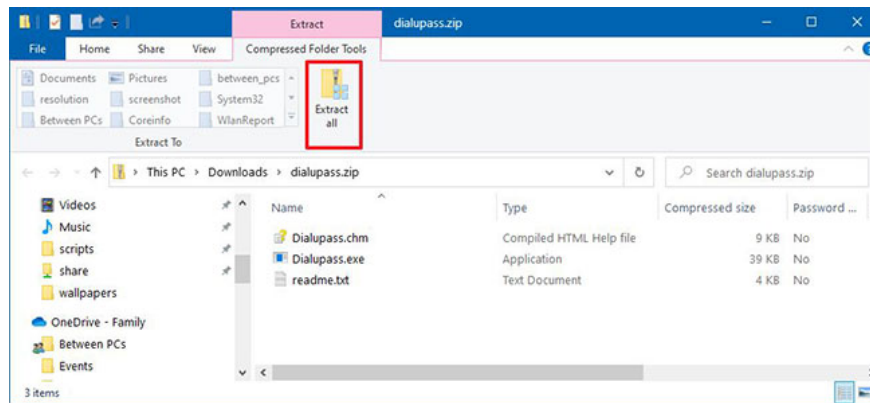 Extract
dialupass.zip
File Home Share View Compressed Folder Tools
Documents Pictures between_pcs
resolution screenshot System32
Between PCs Coreinfo WlanReport
Extract
all
Extract To
This PC > Downloads > dialupass.zip
Search dialupass.zip
Name Type Compressed size Password ...
Videos
Music
scripts
share
wallpapers
OneDrive - Family
Between PCs
Events
Dialupass.chm Compiled HTML Help file 9 KB No
Dialupass.exe Application 39 KB No
readme.txt Text Document 4 KB No
3 items